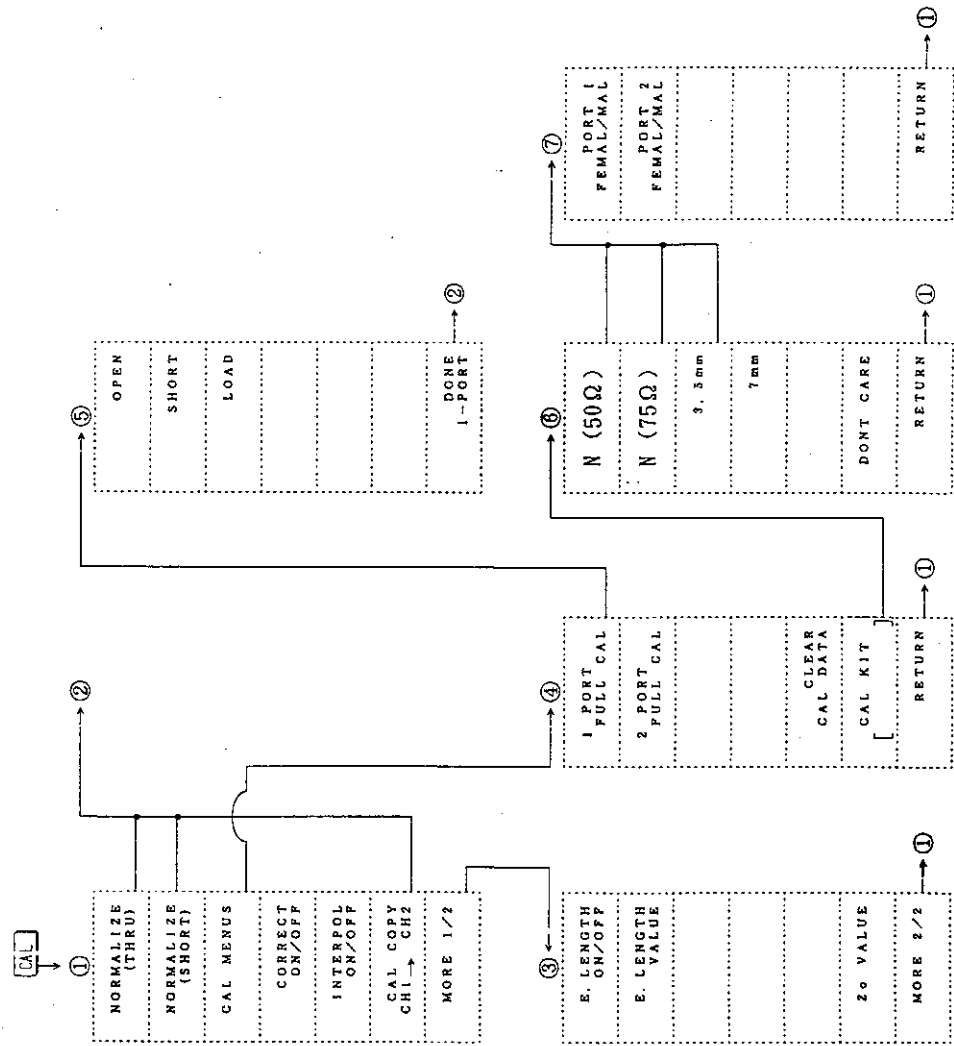 CAL
①
NORMALIZE
(THRU)
NORMALIZE
(SHORT)
CAL MENUS
CORRECT
ON/OFF
INTERPOL
ON/OFF
CAL COPY
CH1→ CH2
MORE 1/2
②
③
E. LENGTH
ON/OFF
E. LENGTH
VALUE
2o VALUE
MORE 2/2
①
④
1 PORT
FULL CAL
2 PORT
FULL CAL
CLEAR
CAL DATA
[ CAL KIT ]
RETURN
①
⑤
OPEN
SHORT
LOAD
DONE
1-PORT
②
⑥
N (50Ω)
N (75Ω)
3. 5mm
7mm
DONT CARE
RETURN
①
⑦
PORT 1
FEMAL/MAL
PORT 2
FEMAL/MAL
RETURN
①